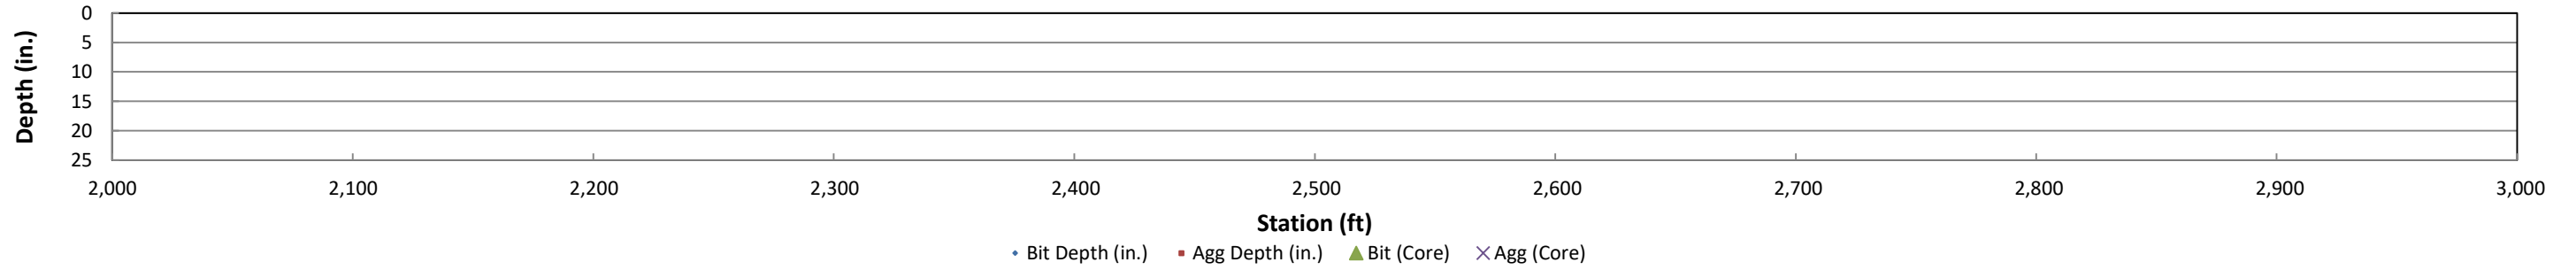 0
5
10
15
20
25
Depth (in.)
2,000 2,100 2,200 2,300 2,400 2,500 2,600 2,700 2,800 2,900 3,000
Station (ft)
Bit Depth (in.) Agg Depth (in.) Bit (Core) Agg (Core)